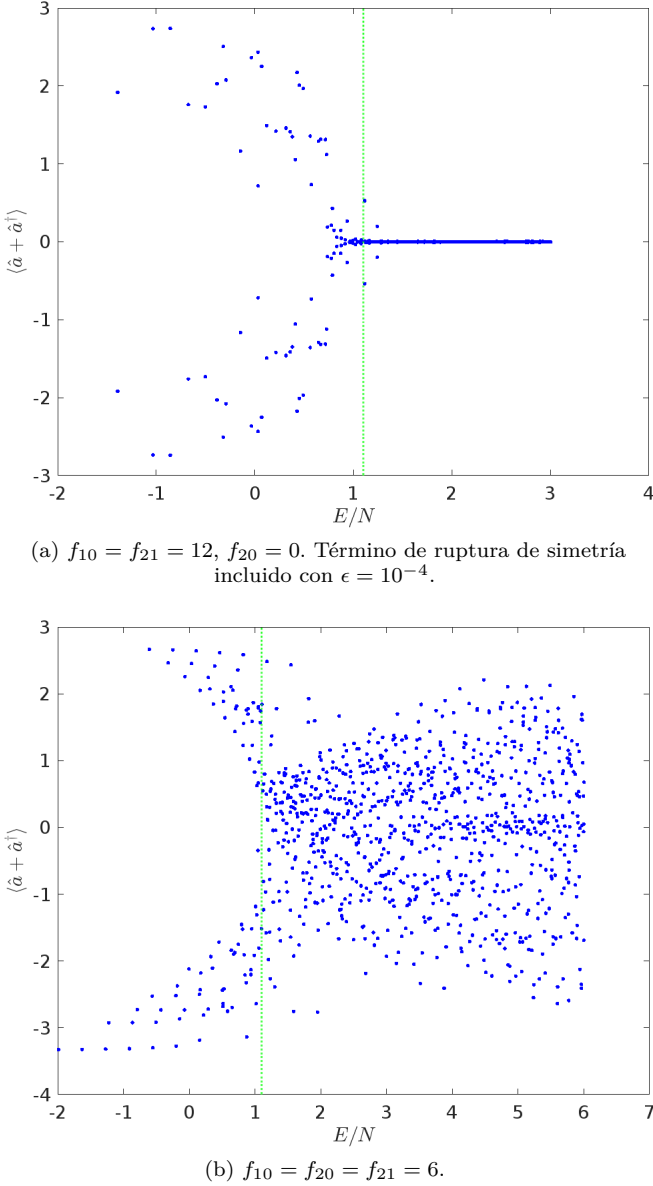 3
2
1
0
-1
-2
-3
⟨â + â†⟩
-2 -1 0 1 2 3 4
E/N
(a) f₁₀ = f₂₁ = 12, f₂₀ = 0. Término de ruptura de simetría
incluido con ϵ = 10⁻⁴.
3
2
1
0
-1
-2
-3
-4
⟨â + â†⟩
-2 -1 0 1 2 3 4 5 6 7
E/N
(b) f₁₀ = f₂₀ = f₂₁ = 6.